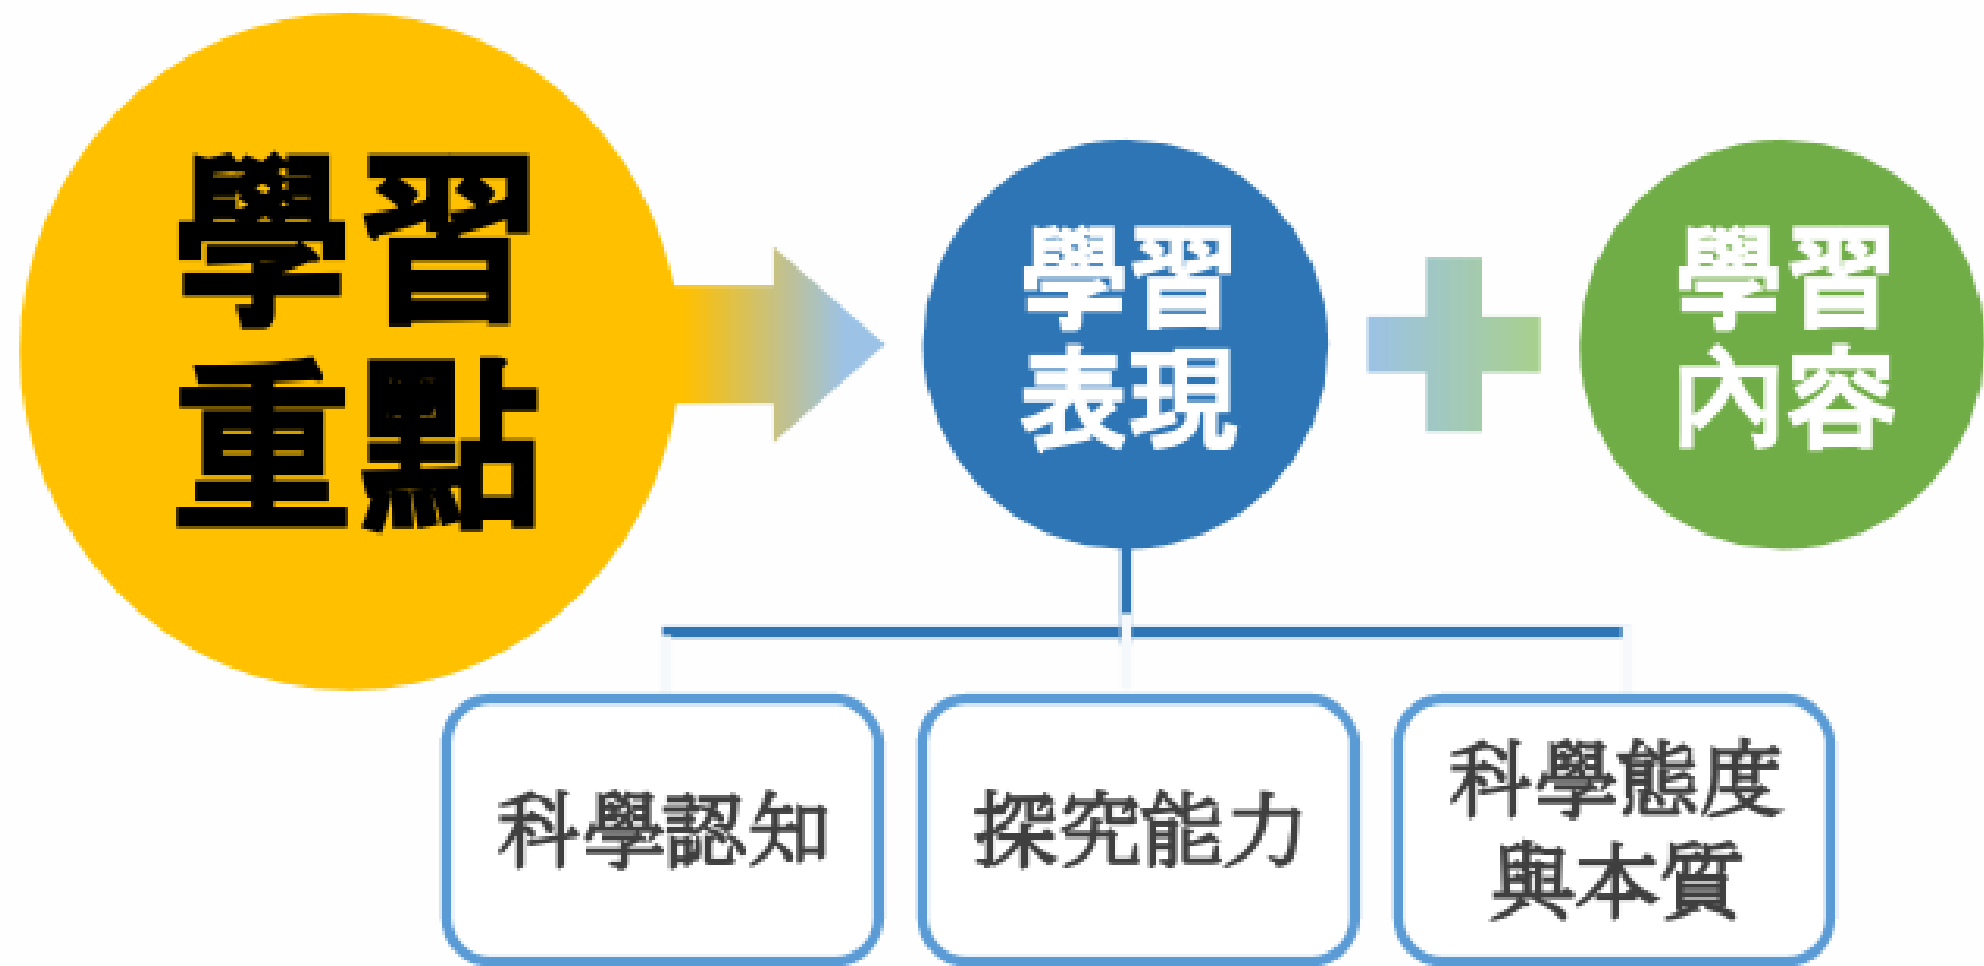 學習
重點
學習
表現
學習
內容
科學認知
探究能力
科學態度
與本質